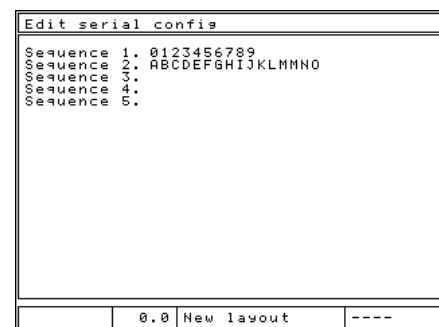 Edit serial config
Sequence 1. 0123456789
Sequence 2. ABCDEFGHIJKLMMNO
Sequence 3.
Sequence 4.
Sequence 5.
0.0 New layout ----